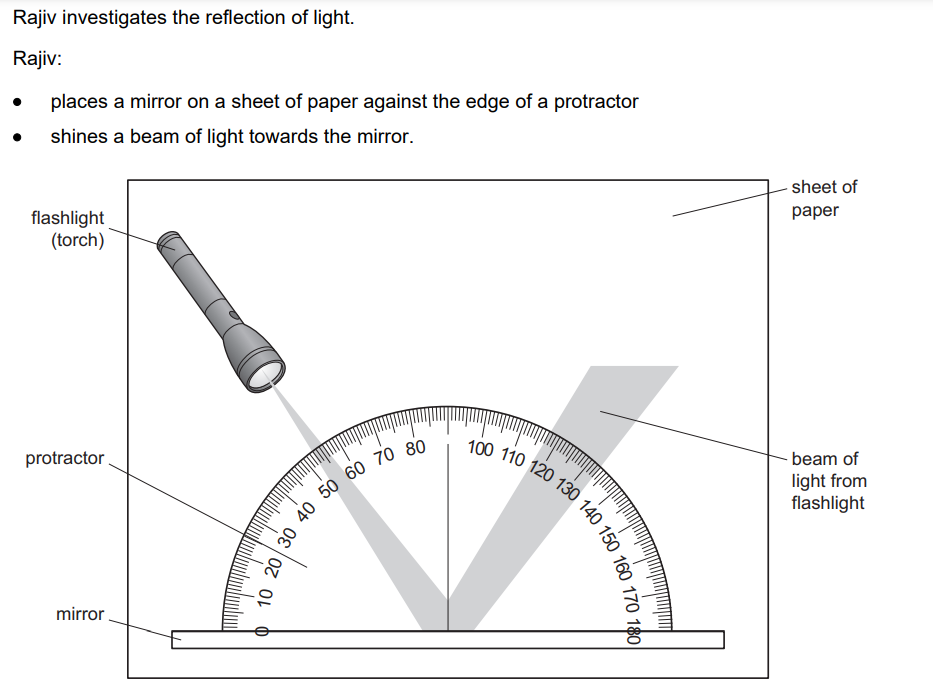 Rajiv investigates the reflection of light.
Rajiv:
• places a mirror on a sheet of paper against the edge of a protractor
• shines a beam of light towards the mirror.
sheet of
paper
flashlight
(torch)
protractor
beam of
light from
flashlight
mirror
0 10 20 30 40 50 60 70 80 100 110 120 130 140 150 160 170 180